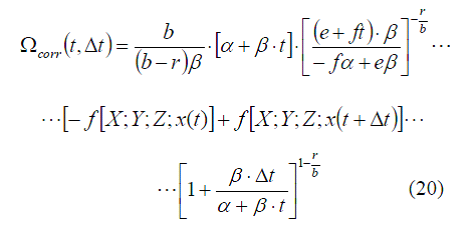 Ω_corr(t,Δt) = b/((b−r)β) · [α + β·t] · [((e + ft)·β)/(−fα + eβ)]^(−r/b) ···
···[−f[X;Y;Z;x(t)] + f[X;Y;Z;x(t+Δt)]···
···[1 + (β·Δt)/(α + β·t)]^(1−r/b) (20)